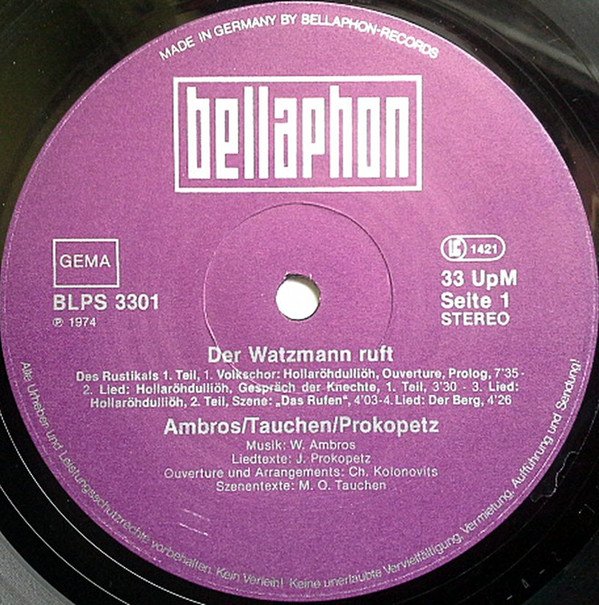 MADE IN GERMANY BY BELLAPHON-RECORDS
bellaphon
GEMA
BLPS 3301
℗ 1974
LC 1421
33 UpM
Seite 1
STEREO
Der Watzmann ruft
Des Rustikals 1. Teil, 1. Volkschor: Hollaröhdulliöh, Ouverture, Prolog, 7'35 -
2. Lied: Hollaröhdulliöh, Gespräch der Knechte, 1. Teil, 3'30 - 3. Lied:
Hollaröhdulliöh, 2. Teil, Szene: „Das Rufen", 4'03-4. Lied: Der Berg, 4'26
Ambros/Tauchen/Prokopetz
Musik: W. Ambros
Liedtexte: J. Prokopetz
Ouverture und Arrangements: Ch. Kolonovits
Szenentexte: M. O. Tauchen
Alle Urheber und Leistungsschutzrechte vorbehalten. Kein Verleih! Keine unerlaubte Vervielfältigung, Vermietung, Aufführung und Sendung!